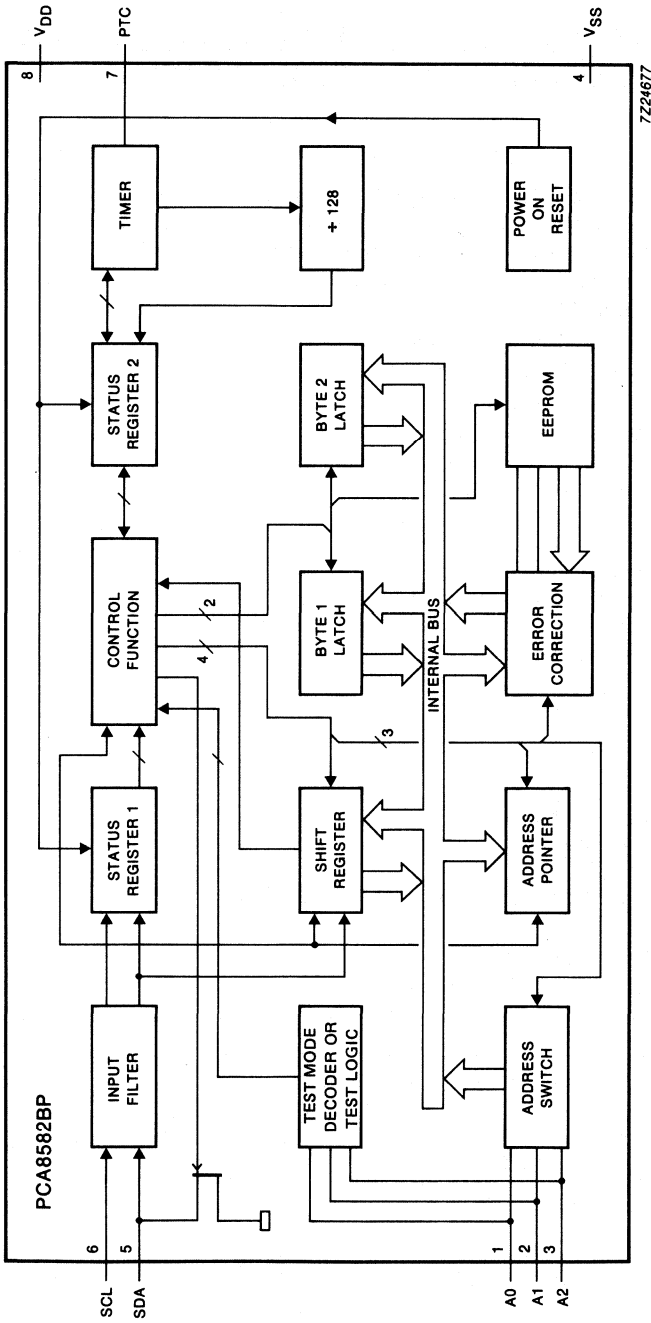 PCA8582BP
SCL
6
SDA
5
INPUT
FILTER
STATUS
REGISTER 1
CONTROL
FUNCTION
STATUS
REGISTER 2
TIMER
8
VDD
7
PTC
4
2
TEST MODE
DECODER OR
TEST LOGIC
SHIFT
REGISTER
BYTE 1
LATCH
BYTE 2
LATCH
÷ 128
3
INTERNAL BUS
A0
1
A1
2
A2
3
ADDRESS
SWITCH
ADDRESS
POINTER
ERROR
CORRECTION
EEPROM
POWER
ON
RESET
4
VSS
7Z24677